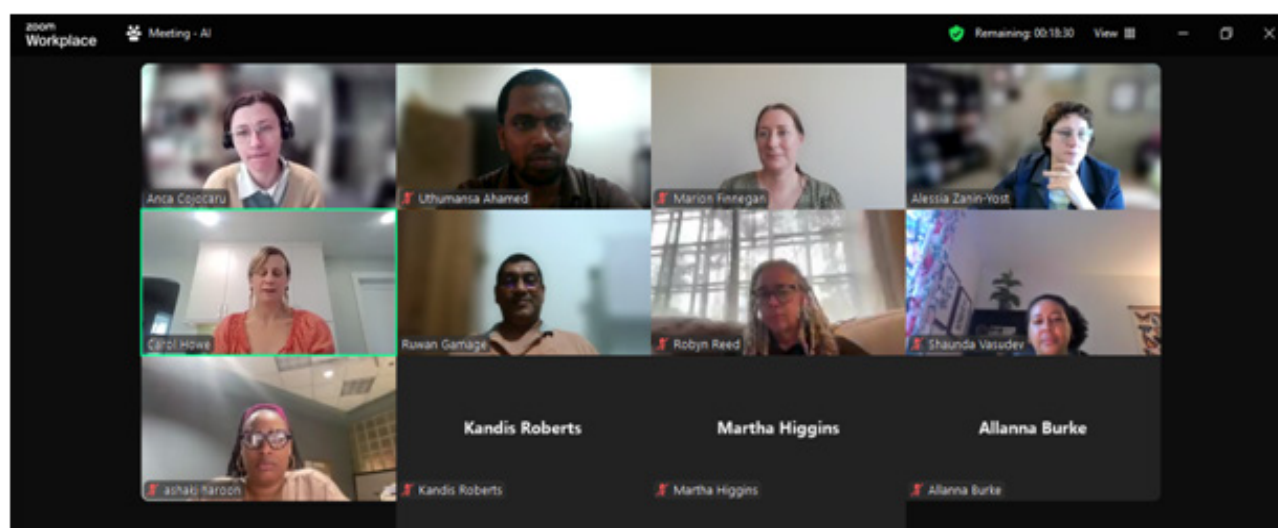 zoom
Workplace
Meeting - AI
Remaining: 00:18:30 View
Anca Cojocaru
Uthumansa Ahamed
Marion Finnegan
Alessia Zanin-Yost
Carol Howe
Ruwan Gamage
Robyn Reed
Shaunda Vasudev
ashaki haroon
Kandis Roberts
Kandis Roberts
Martha Higgins
Martha Higgins
Allanna Burke
Allanna Burke